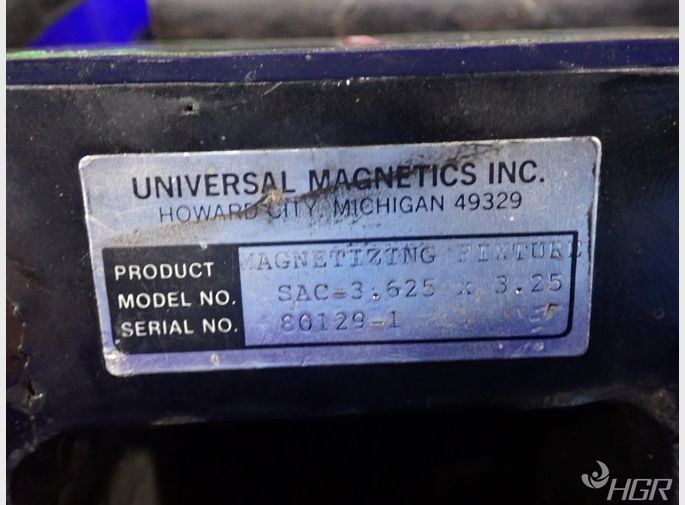 UNIVERSAL MAGNETICS INC.
HOWARD CITY, MICHIGAN 49329
PRODUCT MAGNETIZING FIXTURE
MODEL NO. SAC-3.625 x 3.25
SERIAL NO. 80129-1
HGR